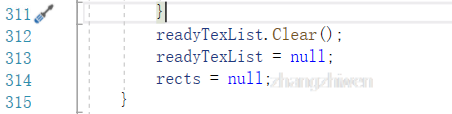 311 }
312 readyTexList.Clear();
313 readyTexList = null;
314 rects = null;
zhangzhiwen
315 }